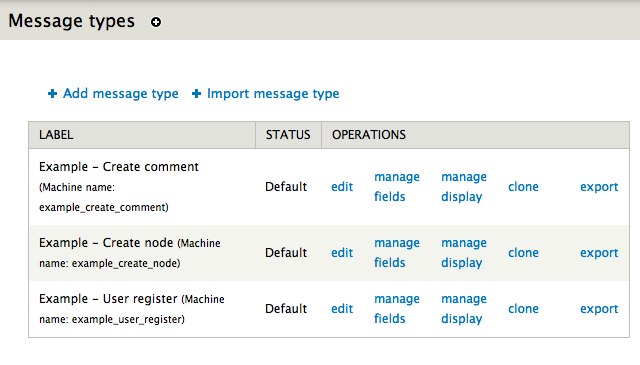 Message types
Add message type Import message type
LABEL STATUS OPERATIONS
Example – Create comment
(Machine name:
example_create_comment)
Default
edit
manage
fields
manage
display
clone
export
Example – Create node (Machine
name: example_create_node)
Default
edit
manage
fields
manage
display
clone
export
Example – User register (Machine
name: example_user_register)
Default
edit
manage
fields
manage
display
clone
export